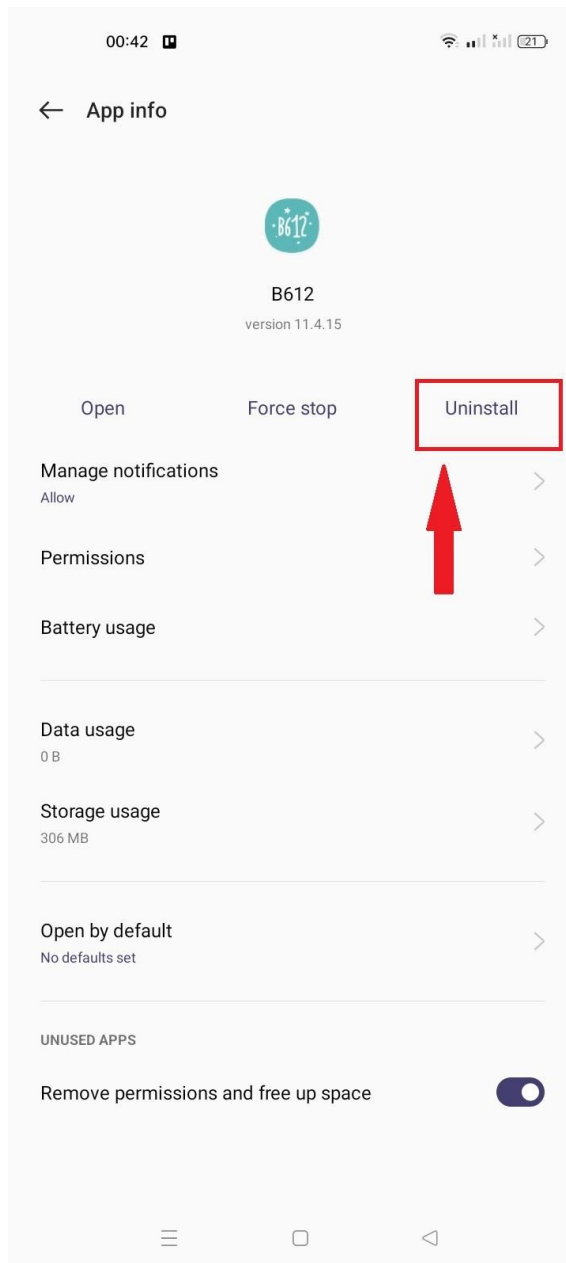 00:42
21
App info
B612
B612
version 11.4.15
Open Force stop Uninstall
Manage notifications
Allow
Permissions
Battery usage
Data usage
0 B
Storage usage
306 MB
Open by default
No defaults set
UNUSED APPS
Remove permissions and free up space